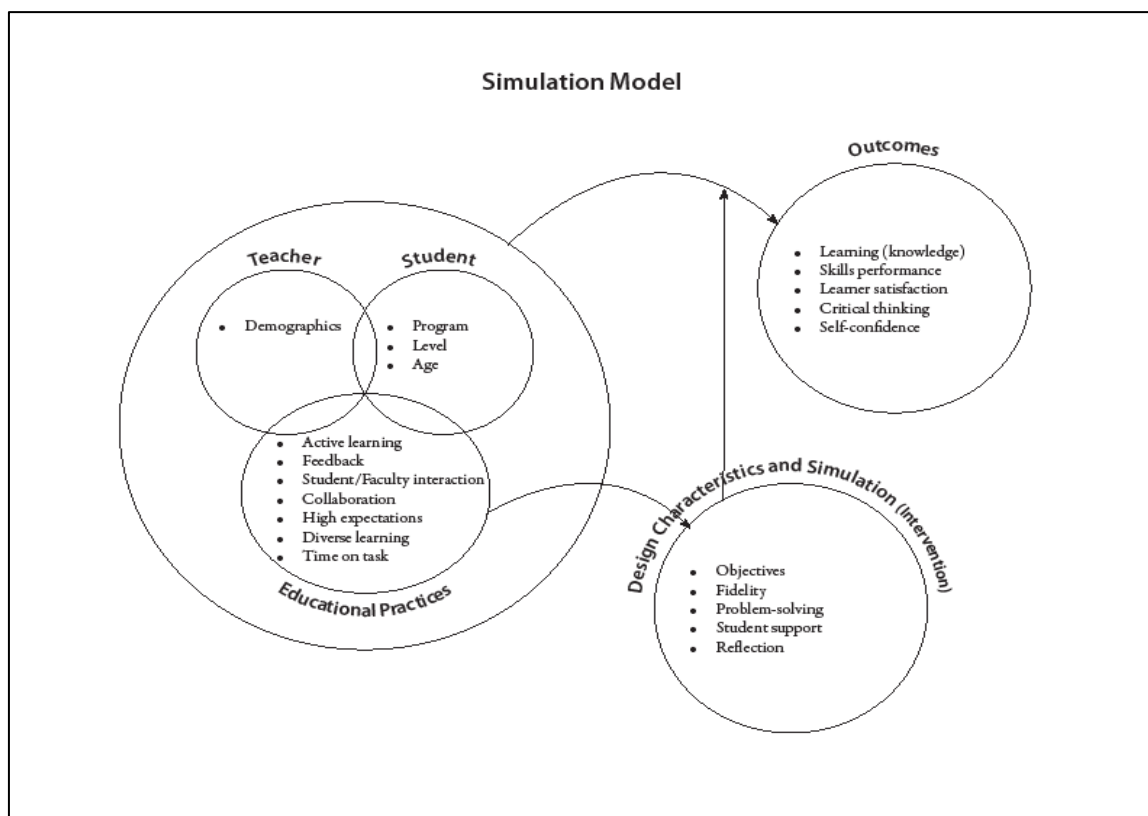 Simulation Model
Teacher
• Demographics
Student
• Program
• Level
• Age
• Active learning
• Feedback
• Student/Faculty interaction
• Collaboration
• High expectations
• Diverse learning
• Time on task
Educational Practices
Outcomes
• Learning (knowledge)
• Skills performance
• Learner satisfaction
• Critical thinking
• Self-confidence
Design Characteristics and Simulation (Intervention)
• Objectives
• Fidelity
• Problem-solving
• Student support
• Reflection